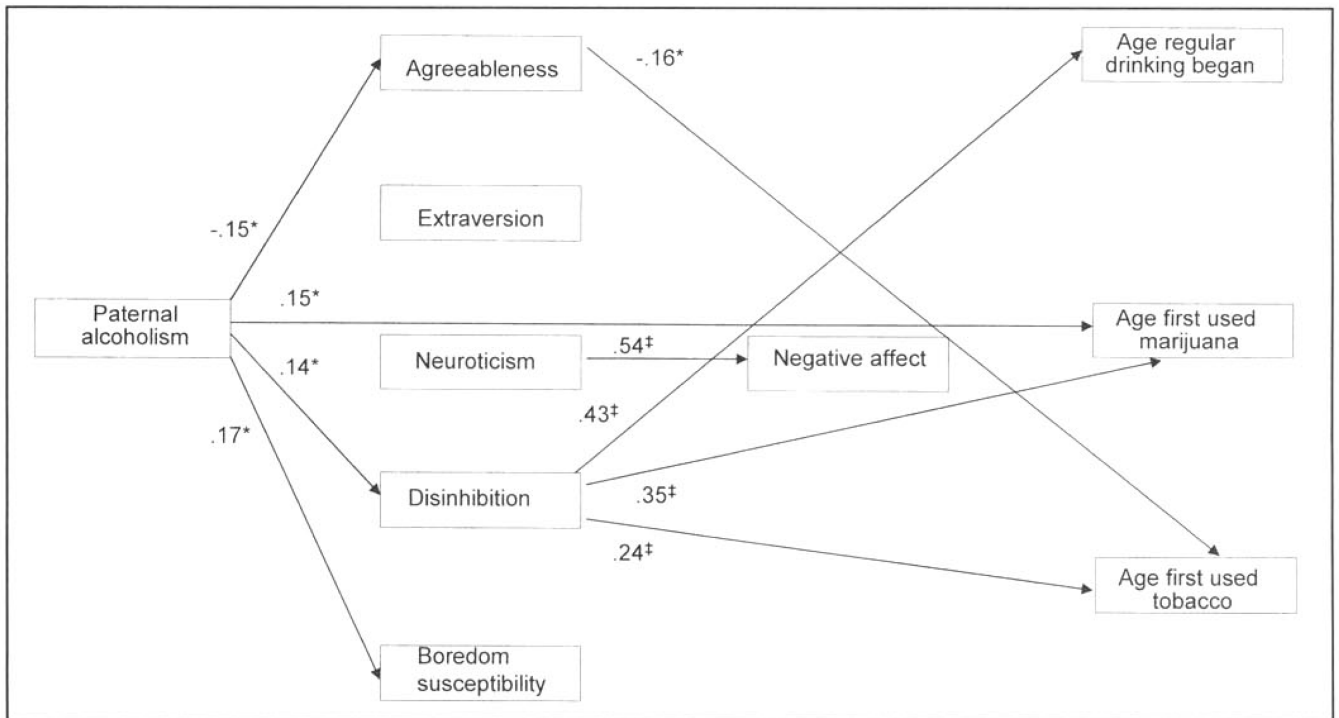 Agreeableness
-.16*
Age regular
drinking began
Extraversion
-.15*
Paternal
alcoholism
.15*
Age first used
marijuana
Neuroticism
.54‡
Negative affect
.14*
.43‡
.17*
Disinhibition
.35‡
.24‡
Age first used
tobacco
Boredom
susceptibility